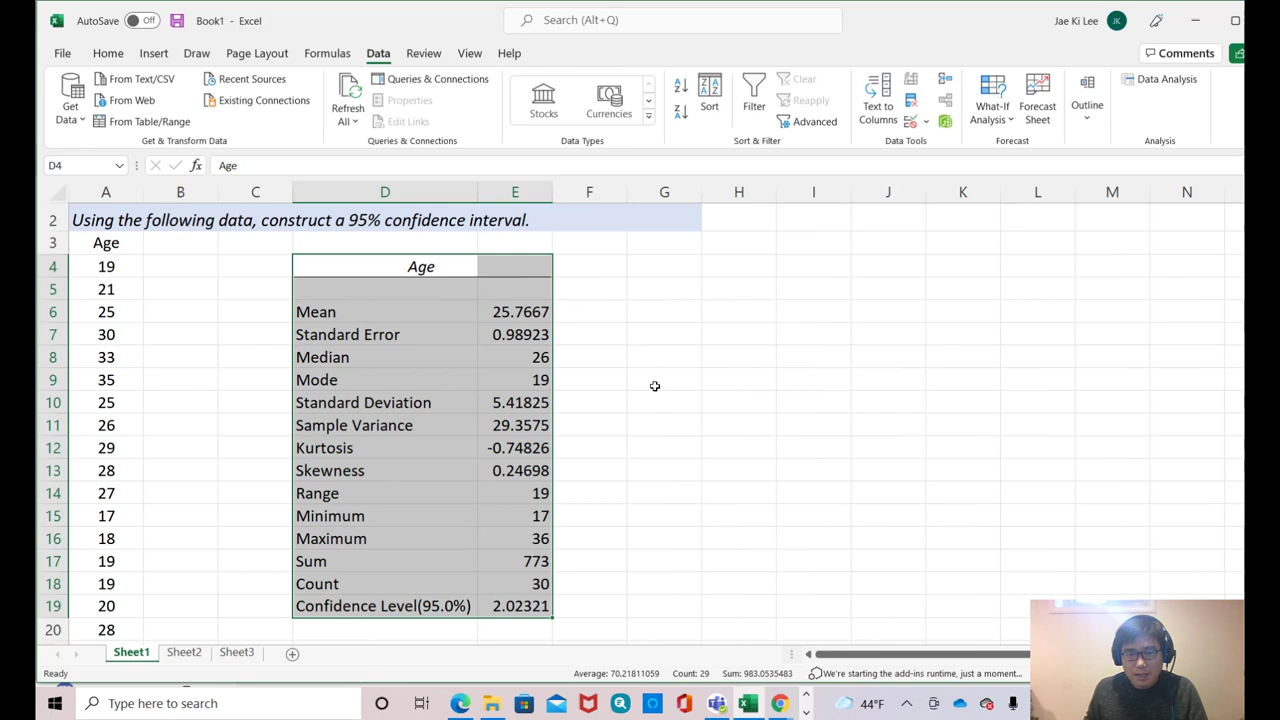 AutoSave Off Book1 - Excel Search (Alt+Q) Jae Ki Lee JK
File Home Insert Draw Page Layout Formulas Data Review View Help Comments
Get Data
From Text/CSV
From Web
From Table/Range
Recent Sources
Existing Connections
Get & Transform Data
Refresh All
Queries & Connections
Properties
Edit Links
Queries & Connections
Stocks
Currencies
Data Types
Sort
Filter
Clear
Reapply
Advanced
Sort & Filter
Text to Columns
Data Tools
What-If Analysis
Forecast Sheet
Forecast
Outline
Data Analysis
Analysis
D4 fx Age
A B C D E F G H I J K L M N
2 Using the following data, construct a 95% confidence interval.
3 Age
4 19 Age
5 21
6 25 Mean 25.7667
7 30 Standard Error 0.98923
8 33 Median 26
9 35 Mode 19
10 25 Standard Deviation 5.41825
11 26 Sample Variance 29.3575
12 29 Kurtosis -0.74826
13 28 Skewness 0.24698
14 27 Range 19
15 17 Minimum 17
16 18 Maximum 36
17 19 Sum 773
18 19 Count 30
19 20 Confidence Level(95.0%) 2.02321
20 28
Sheet1 Sheet2 Sheet3
Ready Average: 70.21811059 Count: 29 Sum: 983.0535483 We're starting the add-ins runtime, just a moment...
Type here to search 44°F